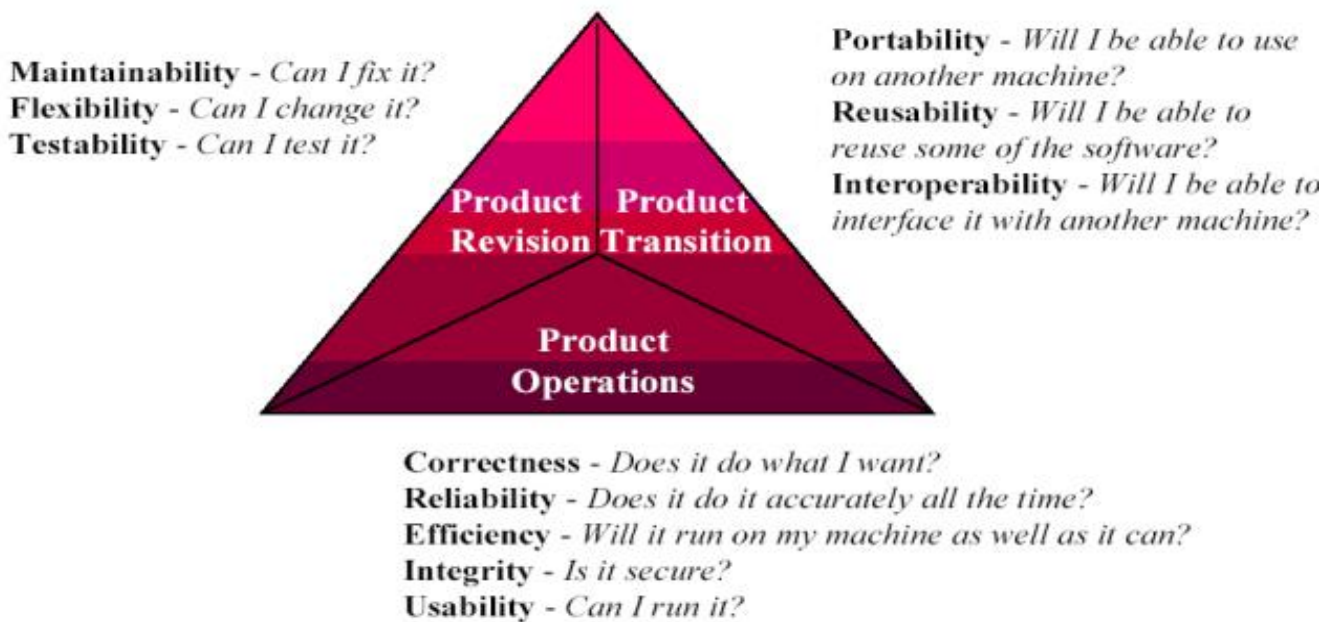 Maintainability - Can I fix it?
Flexibility - Can I change it?
Testability - Can I test it?
Portability - Will I be able to use
on another machine?
Reusability - Will I be able to
reuse some of the software?
Interoperability - Will I be able to
interface it with another machine?
Product
Revision
Product
Transition
Product
Operations
Correctness - Does it do what I want?
Reliability - Does it do it accurately all the time?
Efficiency - Will it run on my machine as well as it can?
Integrity - Is it secure?
Usability - Can I run it?